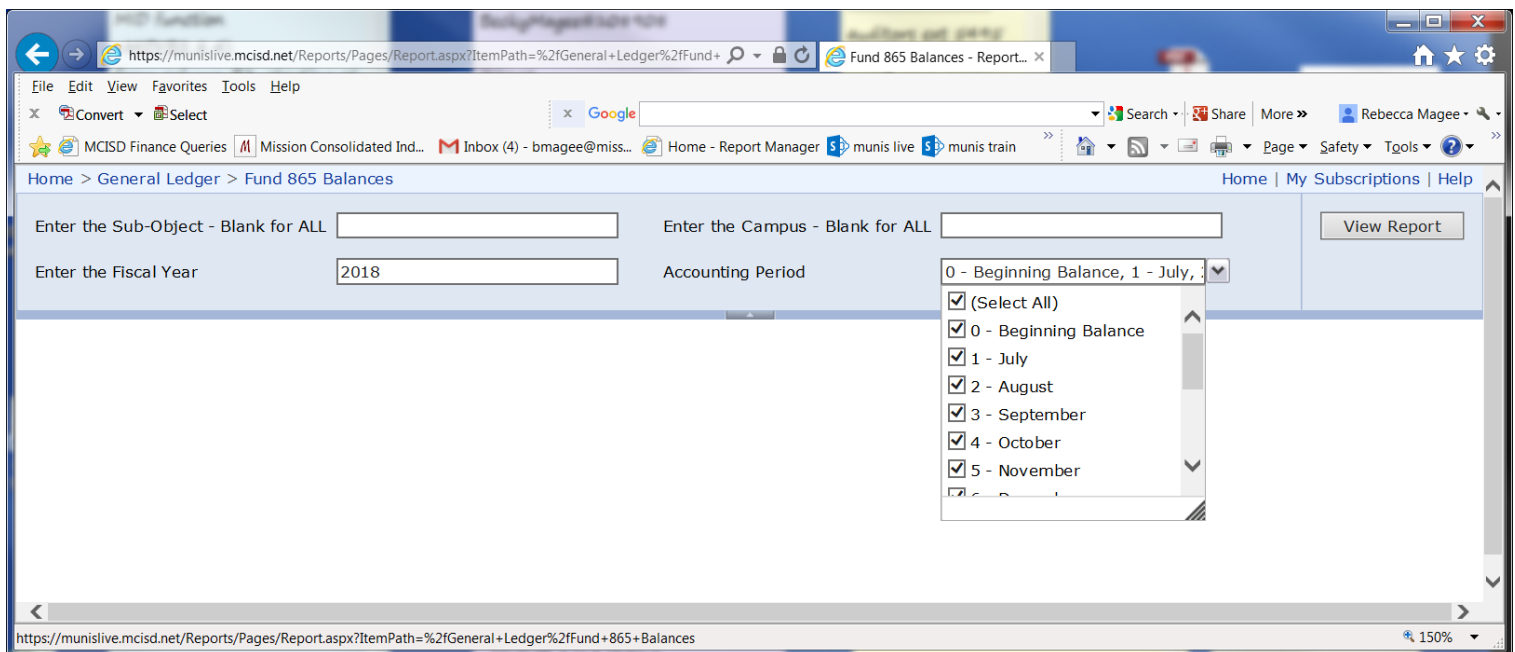 https://munislive.mcisd.net/Reports/Pages/Report.aspx?ItemPath=%2fGeneral+Ledger%2fFund+ Fund 865 Balances - Report...
File Edit View Favorites Tools Help
x Convert Select x Google Search Share More » Rebecca Magee
MCISD Finance Queries M Mission Consolidated Ind... Inbox (4) - bmagee@miss... Home - Report Manager munis live munis train » Page Safety Tools »
Home > General Ledger > Fund 865 Balances Home | My Subscriptions | Help
Enter the Sub-Object - Blank for ALL Enter the Campus - Blank for ALL View Report
Enter the Fiscal Year 2018 Accounting Period 0 - Beginning Balance, 1 - July,
(Select All)
0 - Beginning Balance
1 - July
2 - August
3 - September
4 - October
5 - November
https://munislive.mcisd.net/Reports/Pages/Report.aspx?ItemPath=%2fGeneral+Ledger%2fFund+865+Balances 150%